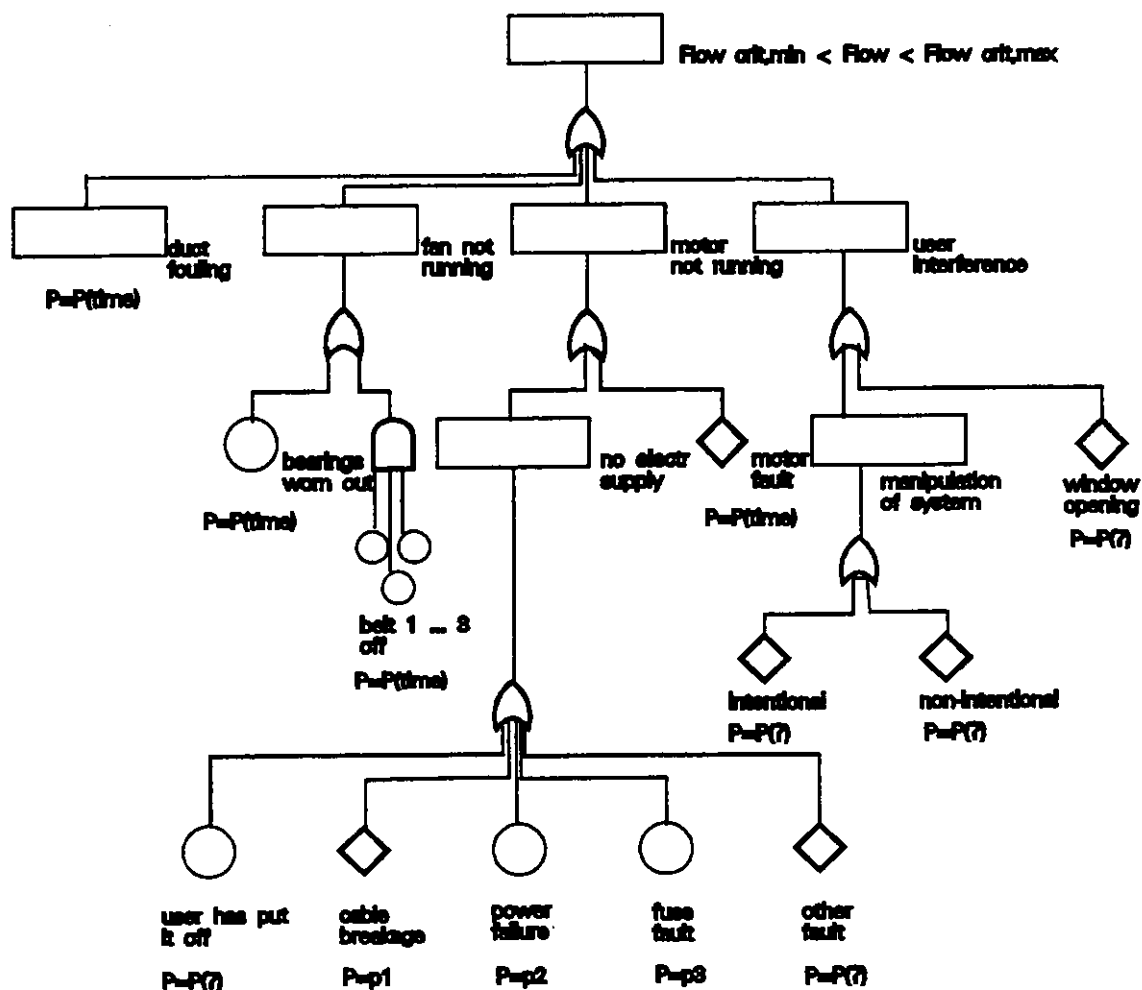 Flow crit,min < Flow < Flow crit,max
duct
fouling
P=P(time)
fan not
running
motor
not running
user
interference
bearings
worn out
P=P(time)
belt 1 ... 3
off
P=P(time)
no electr
supply
motor
fault
P=P(time)
manipulation
of system
window
opening
P=P(?)
intentional
P=P(?)
non-intentional
P=P(?)
user has put
it off
P=P(?)
cable
breakage
P=p1
power
failure
P=p2
fuse
fault
P=p3
other
fault
P=P(?)